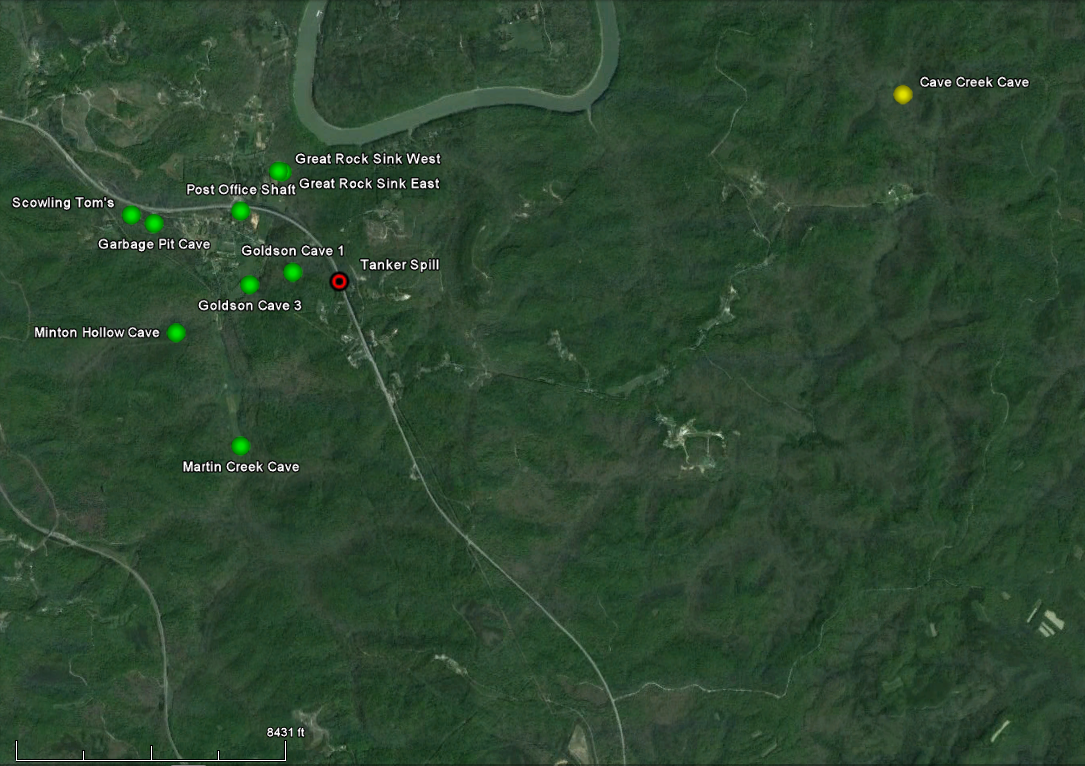 Cave Creek Cave
Great Rock Sink West
Great Rock Sink East
Post Office Shaft
Scowling Tom's
Garbage Pit Cave
Goldson Cave 1
Tanker Spill
Goldson Cave 3
Minton Hollow Cave
Martin Creek Cave
8431 ft